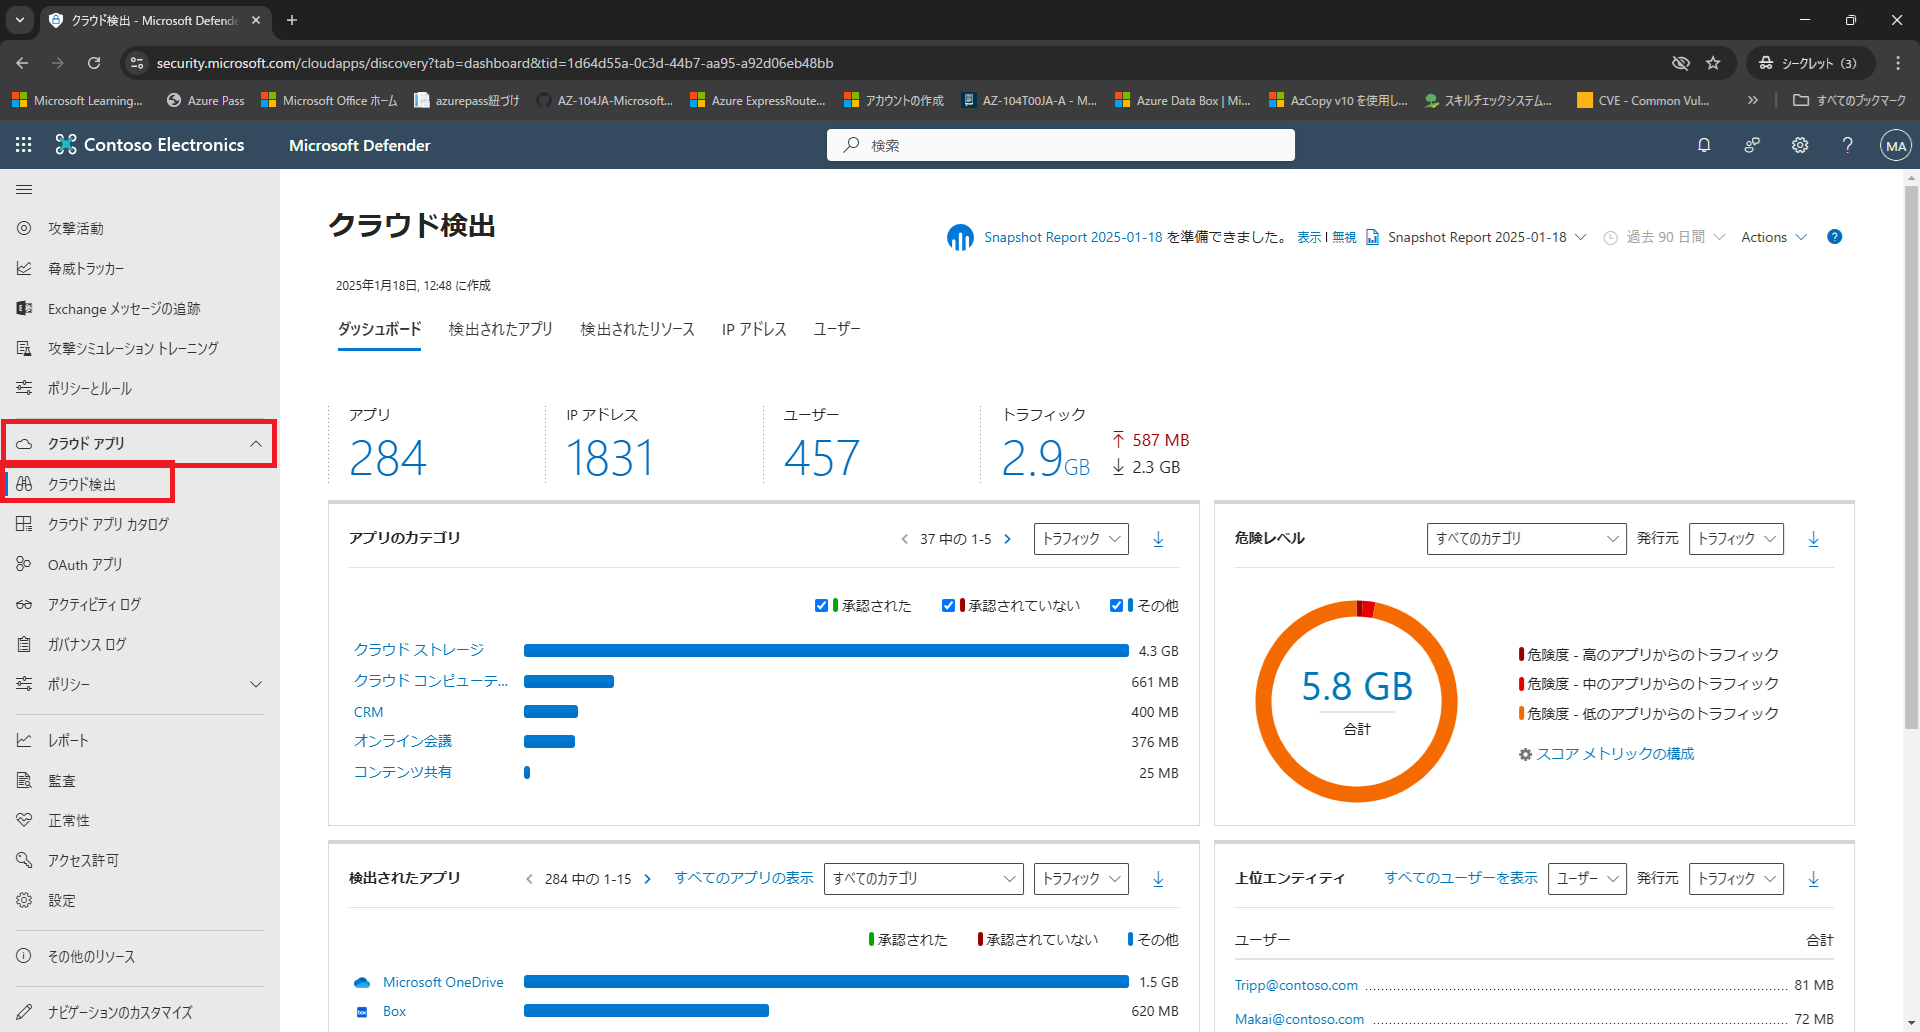 クラウド検出 - Microsoft Defende
security.microsoft.com/cloudapps/discovery?tab=dashboard&tid=1d64d55a-0c3d-44b7-aa95-a92d06eb48bb
シークレット (3)
Microsoft Learning...
Azure Pass
Microsoft Office ホーム
azurepass紐づけ
AZ-104JA-Microsoft...
Azure ExpressRoute...
アカウントの作成
AZ-104T00JA-A - M...
Azure Data Box | Mi...
AzCopy v10 を使用し...
スキルチェックシステム...
CVE - Common Vul...
»
すべてのブックマーク
Contoso Electronics
Microsoft Defender
検索
MA
攻撃活動
脅威トラッカー
Exchange メッセージの追跡
攻撃シミュレーション トレーニング
ポリシーとルール
クラウド アプリ
クラウド検出
クラウド アプリ カタログ
OAuth アプリ
アクティビティ ログ
ガバナンス ログ
ポリシー
レポート
監査
正常性
アクセス許可
設定
その他のリソース
ナビゲーションのカスタマイズ
クラウド検出
Snapshot Report 2025-01-18 を準備できました。 表示 | 無視
Snapshot Report 2025-01-18
過去 90 日間
Actions
2025年1月18日, 12:48 に作成
ダッシュボード
検出されたアプリ
検出されたリソース
IP アドレス
ユーザー
アプリ
284
IP アドレス
1831
ユーザー
457
トラフィック
2.9GB
587 MB
2.3 GB
アプリのカテゴリ
37 中の 1-5
トラフィック
承認された
承認されていない
その他
クラウド ストレージ 4.3 GB
クラウド コンピューテ... 661 MB
CRM 400 MB
オンライン会議 376 MB
コンテンツ共有 25 MB
危険レベル
すべてのカテゴリ
発行元
トラフィック
5.8 GB
合計
危険度 - 高のアプリからのトラフィック
危険度 - 中のアプリからのトラフィック
危険度 - 低のアプリからのトラフィック
スコア メトリックの構成
検出されたアプリ
284 中の 1-15
すべてのアプリの表示
すべてのカテゴリ
トラフィック
承認された
承認されていない
その他
Microsoft OneDrive 1.5 GB
Box 620 MB
上位エンティティ
すべてのユーザーを表示
ユーザー
発行元
トラフィック
ユーザー 合計
Tripp@contoso.com 81 MB
Makai@contoso.com 72 MB